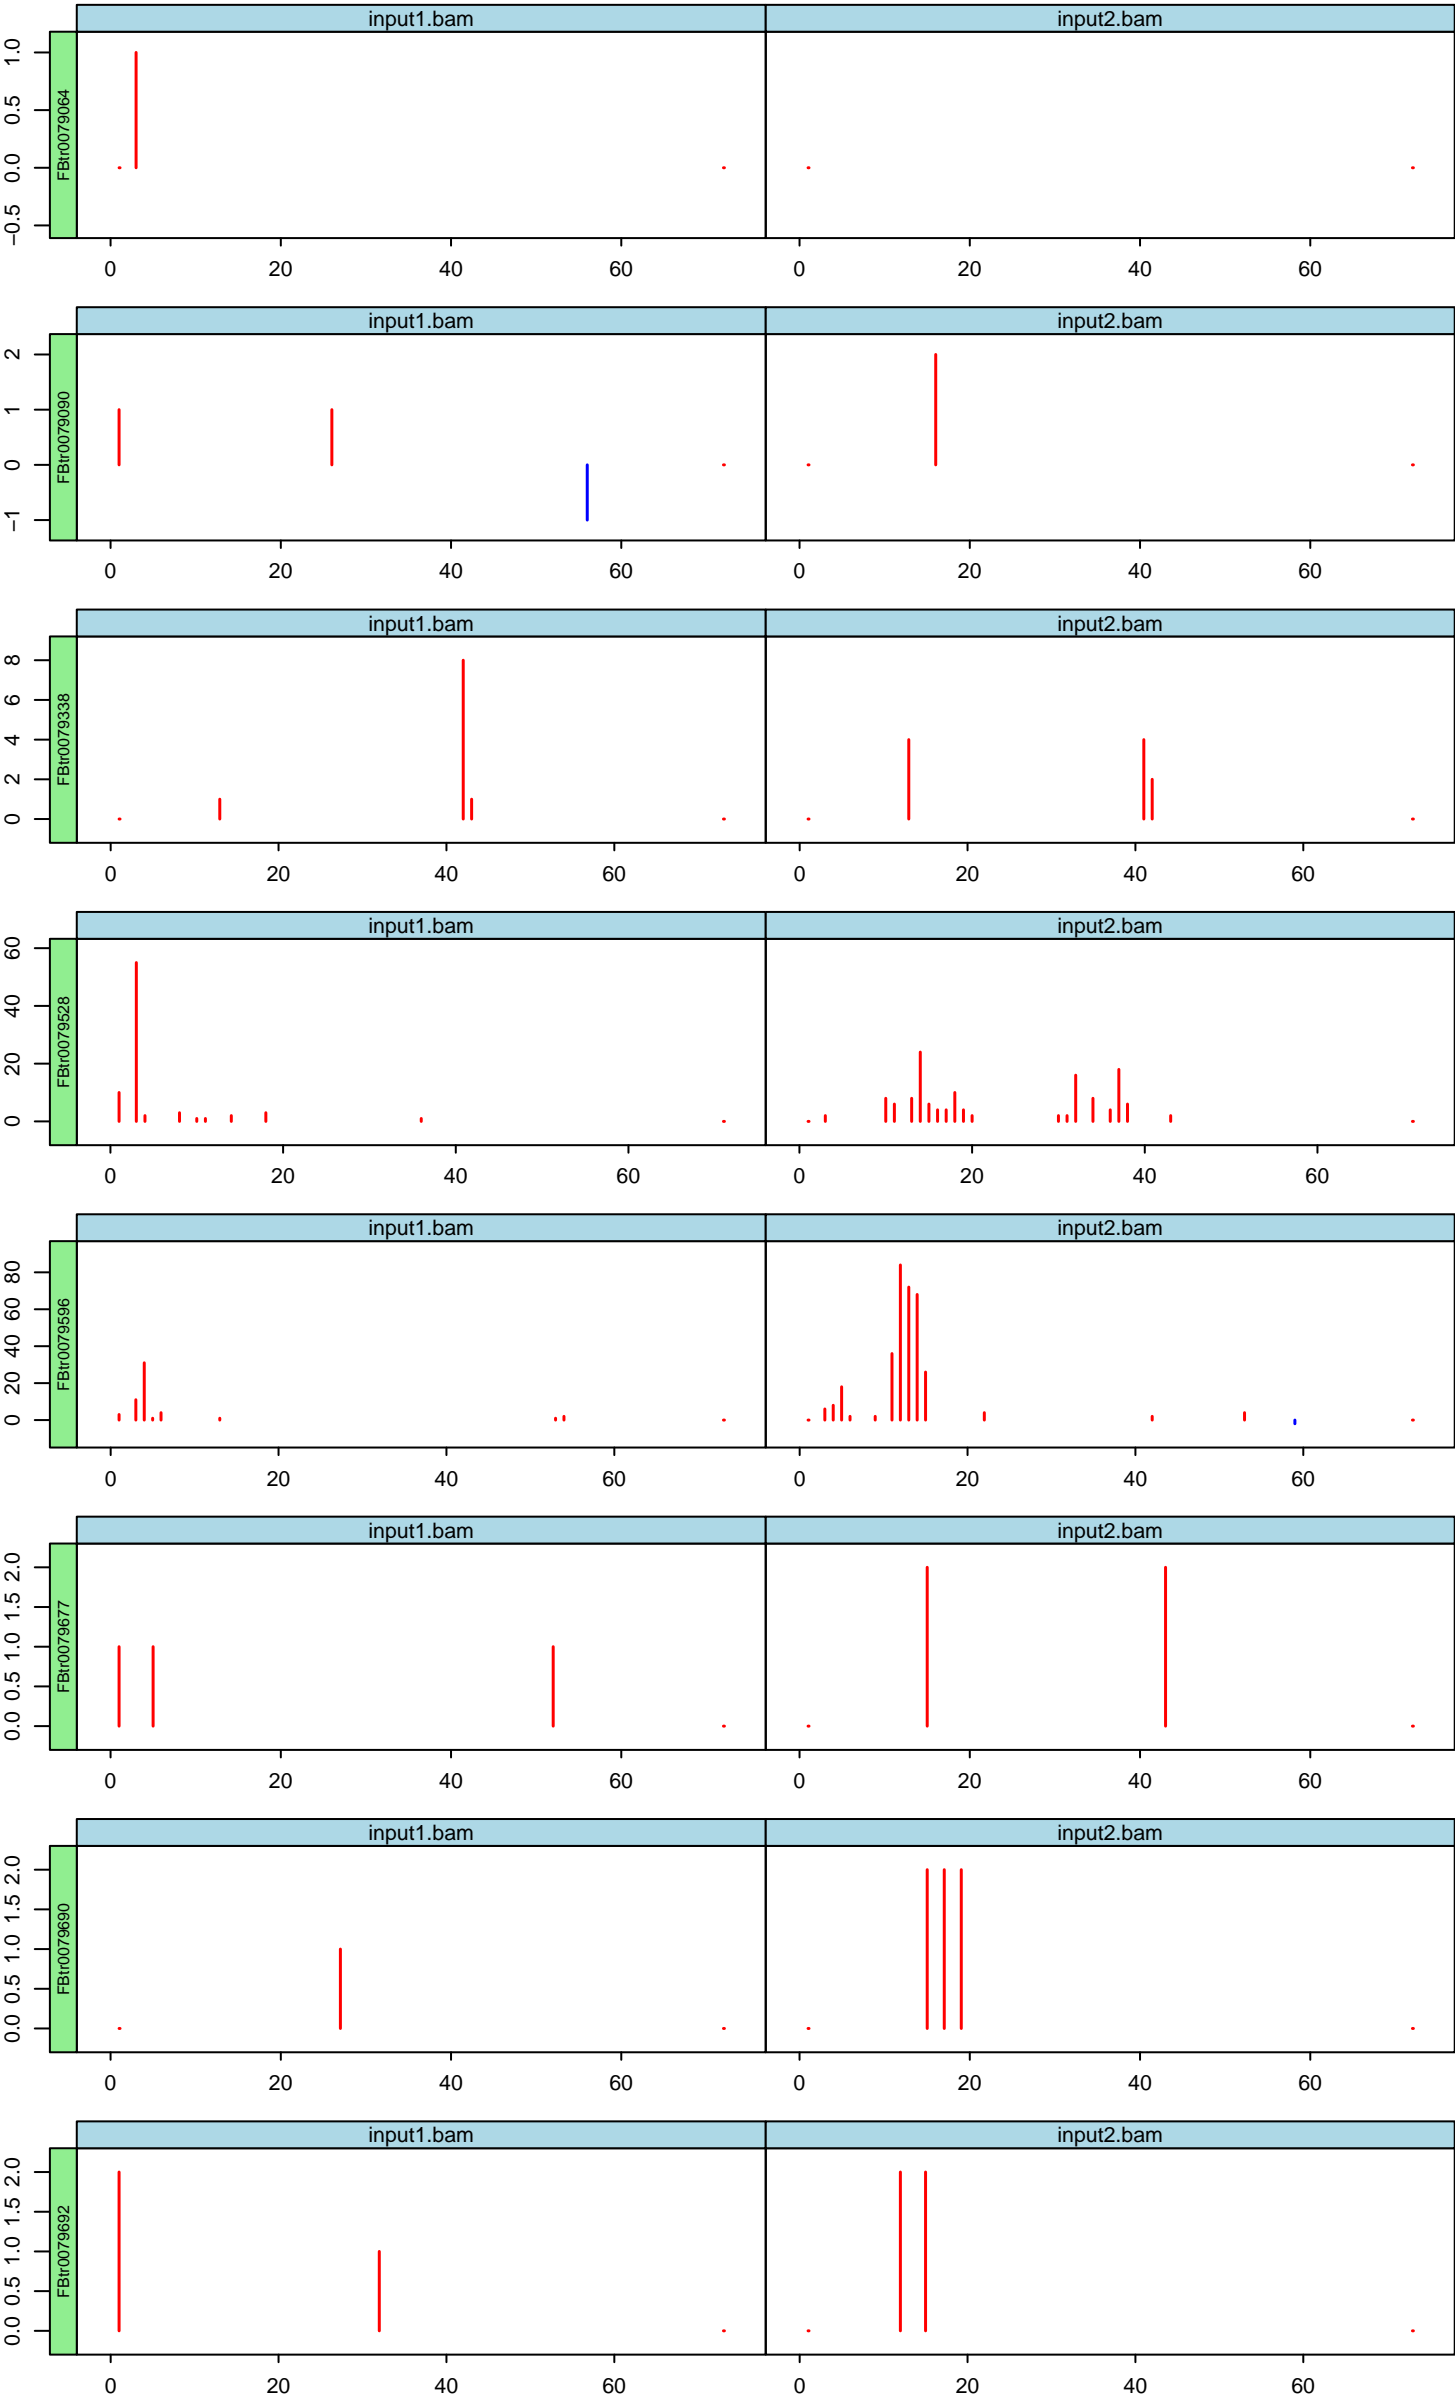 input1.bam input2.bam
FBtr0079064
−0.5 0.0 0.5 1.0
0 20 40 60 0 20 40 60
input1.bam input2.bam
FBtr0079090
−1 0 1 2
0 20 40 60 0 20 40 60
input1.bam input2.bam
FBtr0079338
0 2 4 6 8
0 20 40 60 0 20 40 60
input1.bam input2.bam
FBtr0079528
0 20 40 60
0 20 40 60 0 20 40 60
input1.bam input2.bam
FBtr0079596
0 20 40 60 80
0 20 40 60 0 20 40 60
input1.bam input2.bam
FBtr0079677
0.0 0.5 1.0 1.5 2.0
0 20 40 60 0 20 40 60
input1.bam input2.bam
FBtr0079690
0.0 0.5 1.0 1.5 2.0
0 20 40 60 0 20 40 60
input1.bam input2.bam
FBtr0079692
0.0 0.5 1.0 1.5 2.0
0 20 40 60 0 20 40 60